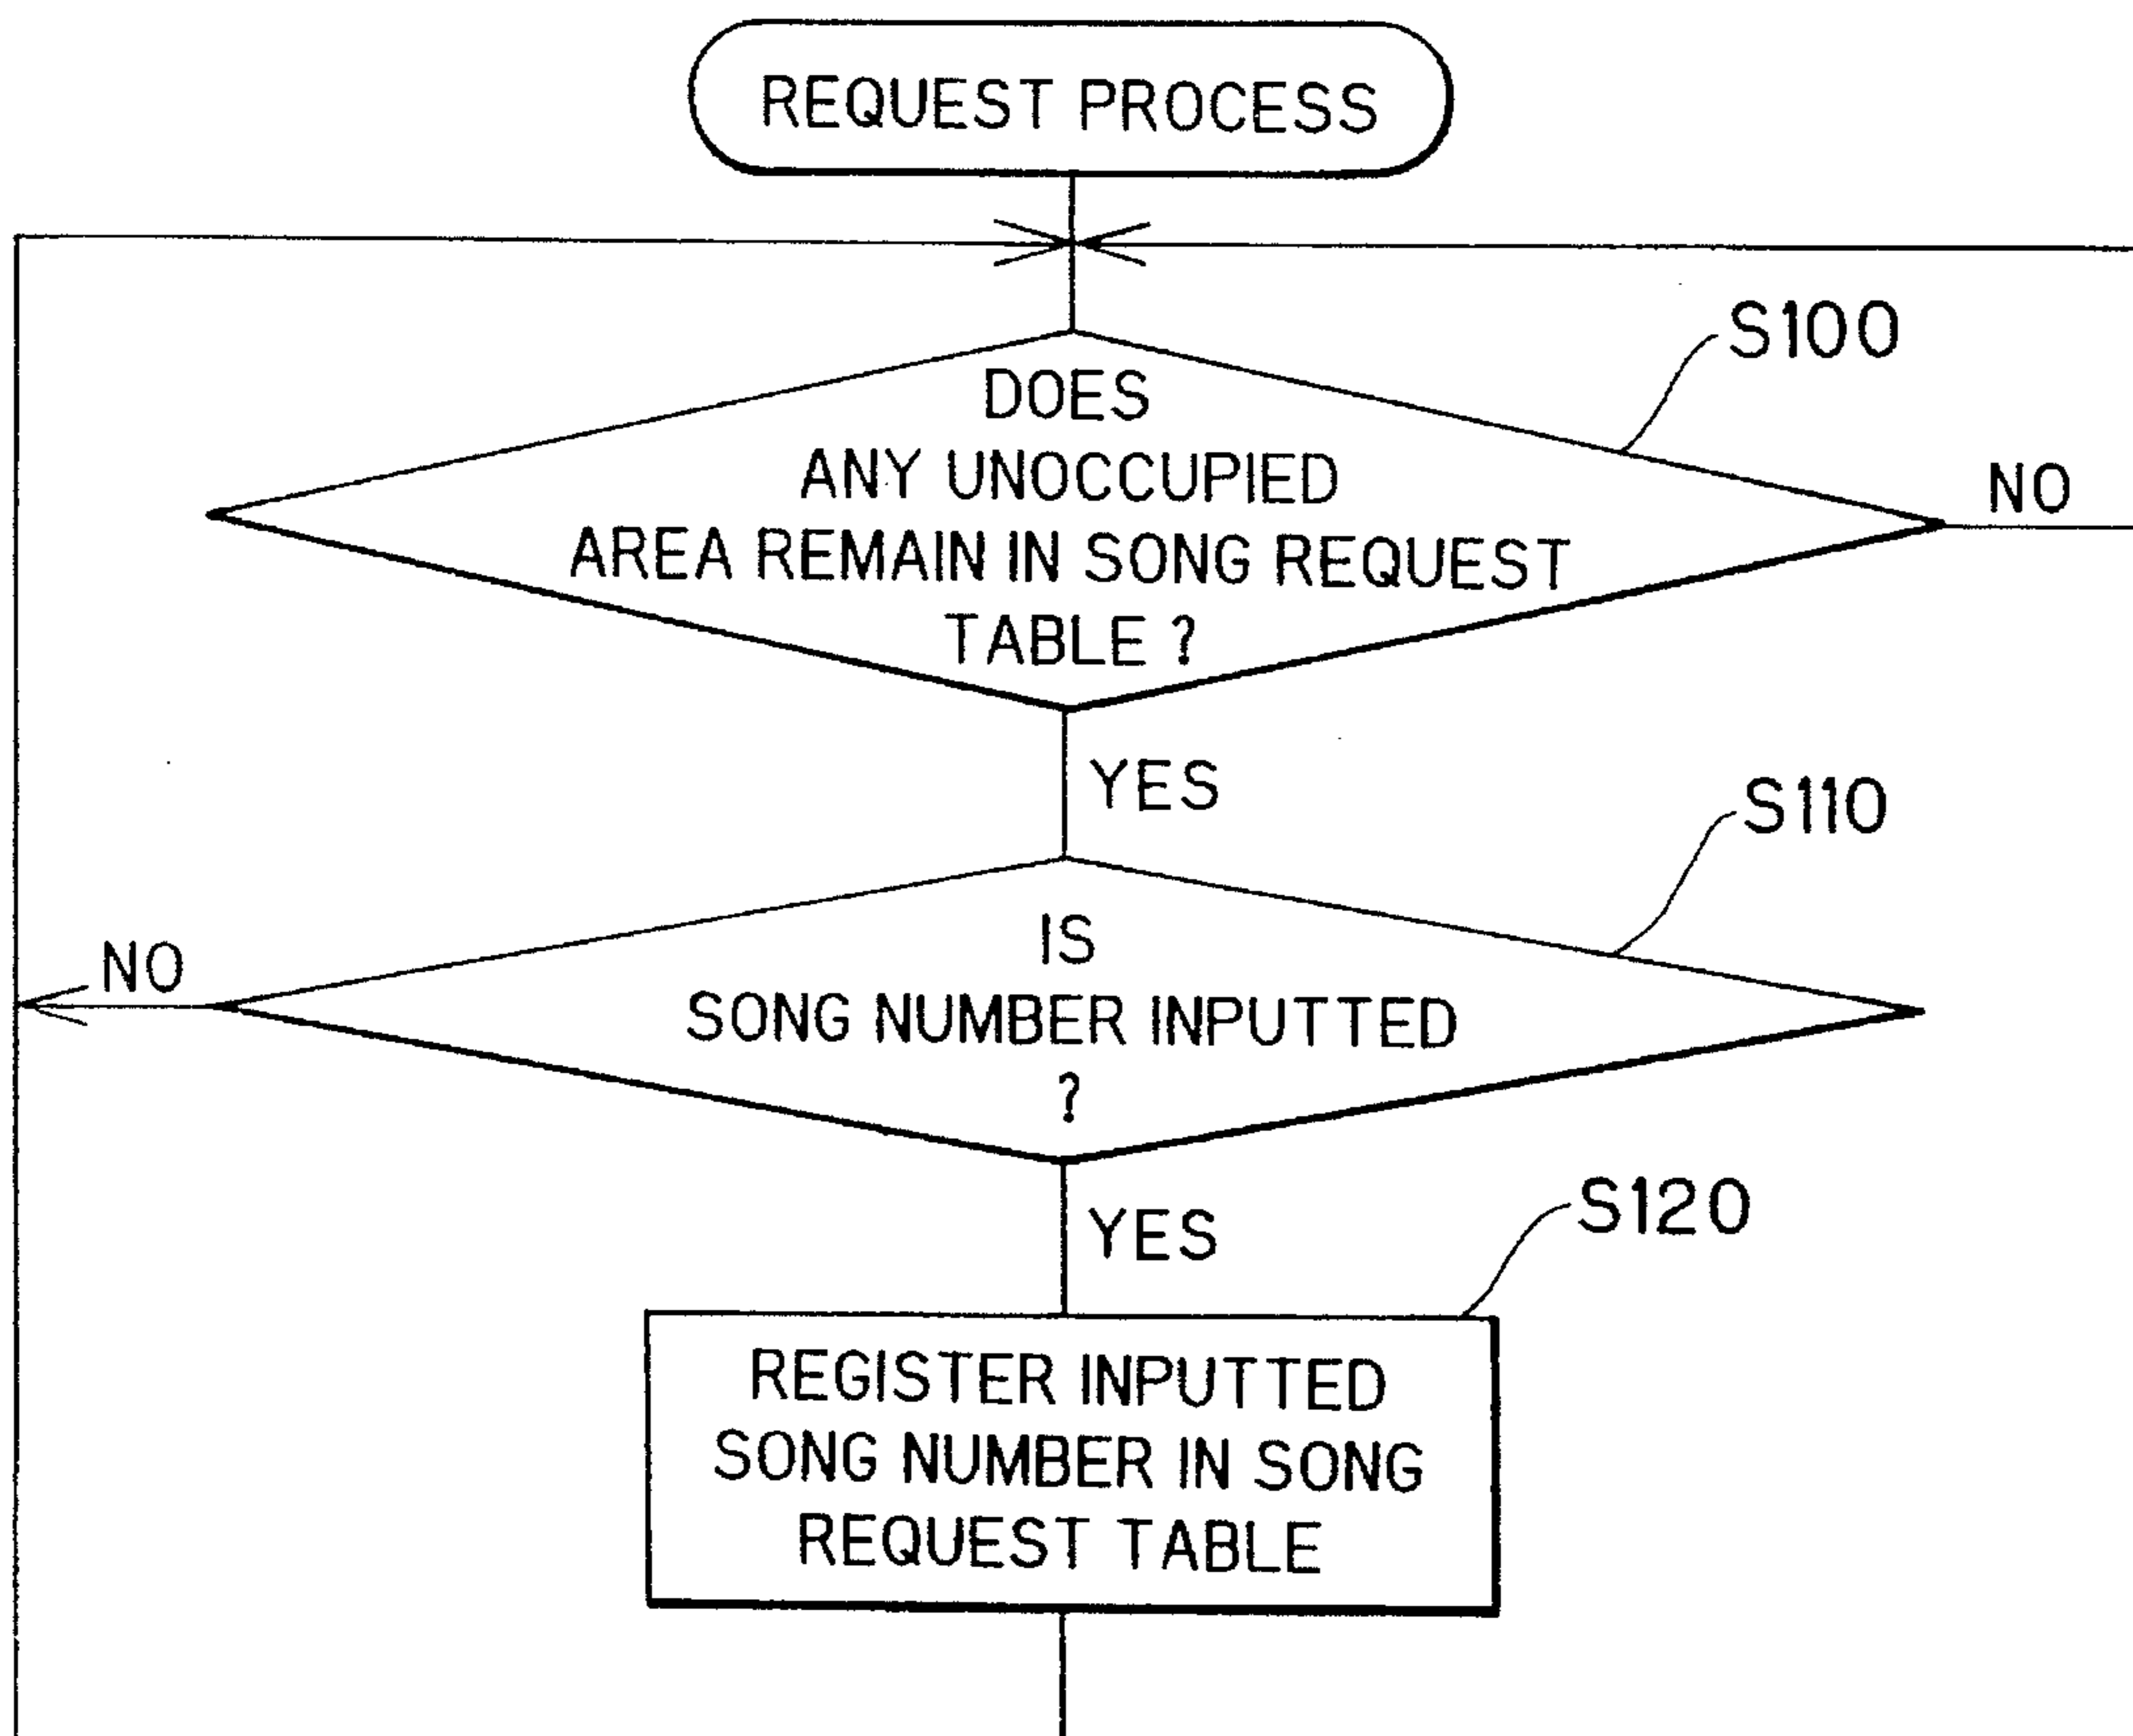 REQUEST PROCESS
S100
DOES
ANY UNOCCUPIED
AREA REMAIN IN SONG REQUEST
TABLE ?
NO
YES
S110
IS
SONG NUMBER INPUTTED
?
NO
YES
S120
REGISTER INPUTTED
SONG NUMBER IN SONG
REQUEST TABLE